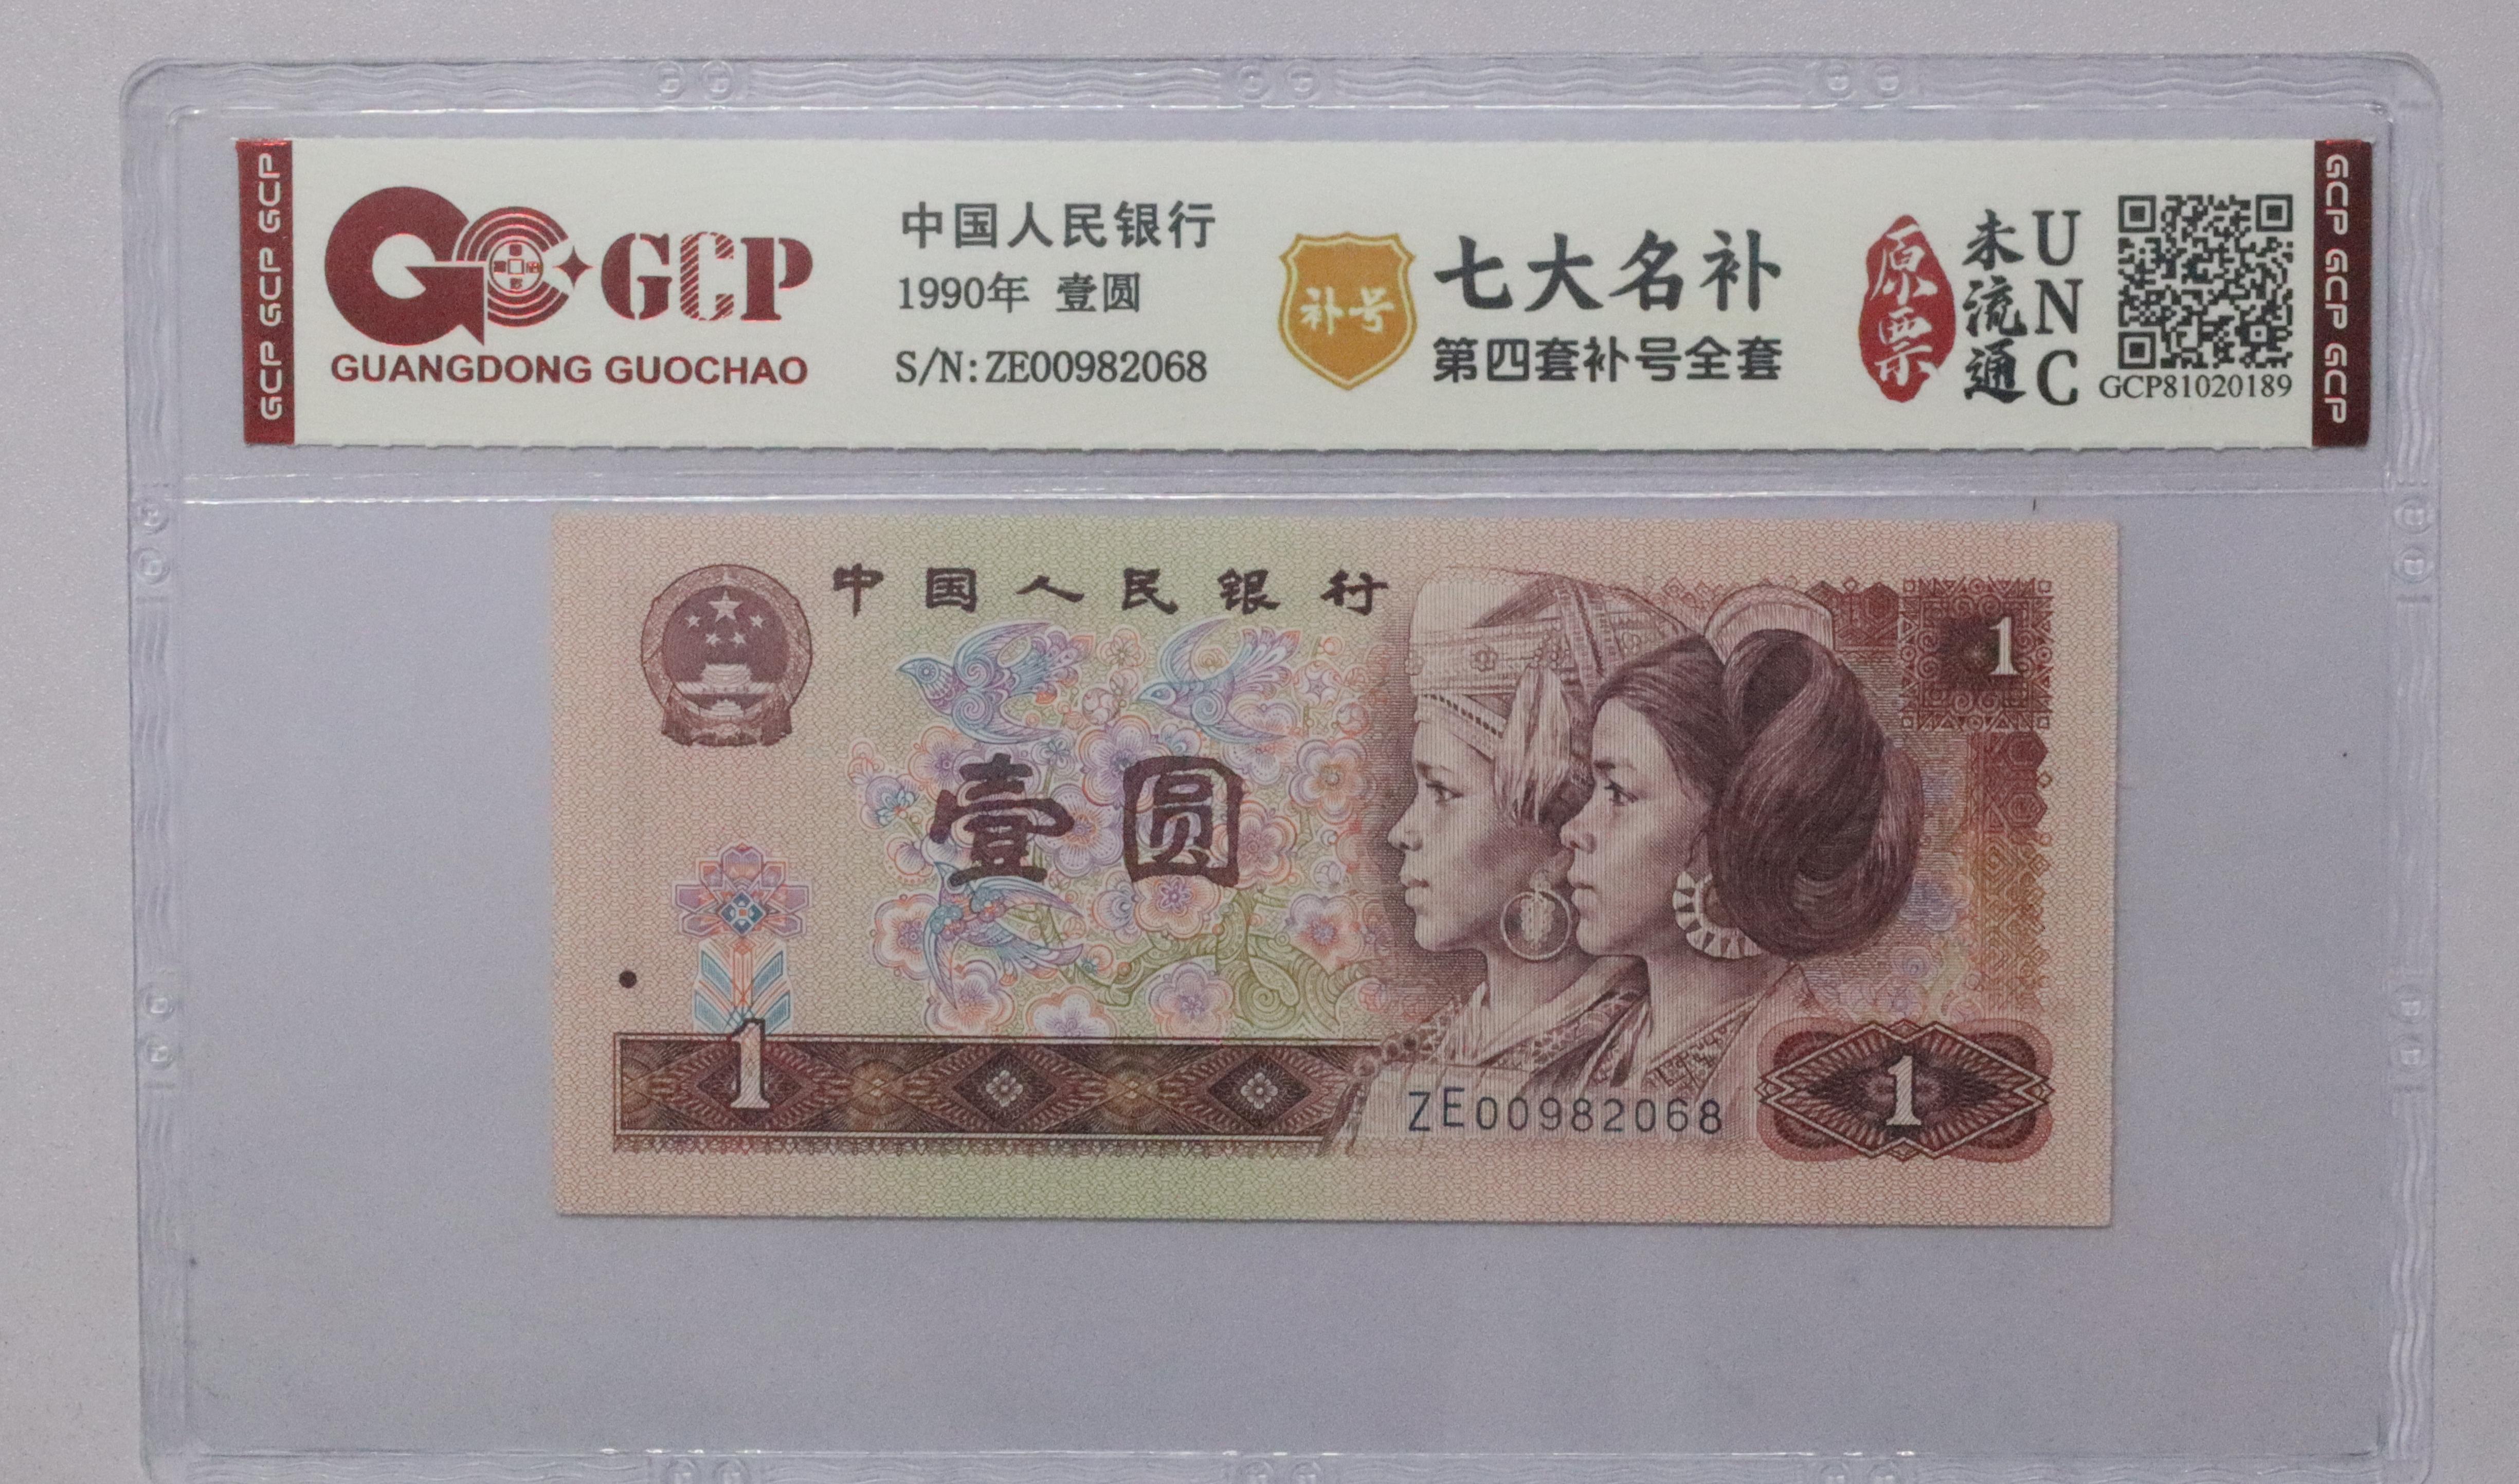 GCP GCP GCP
GCP
GUANGDONG GUOCHAO
中国人民银行
1990年 壹圆
S/N: ZE00982068
补号
七大名补
第四套补号全套
原票
未流通
UNC
GCP81020189
GCP GCP GCP
中国人民银行
1
壹圆
1
ZE00982068
1